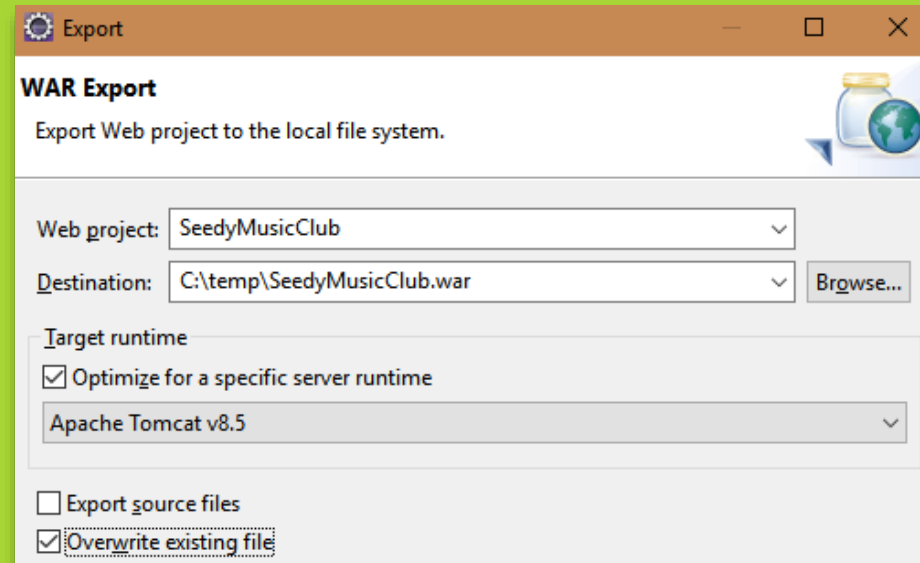 Export
WAR Export
Export Web project to the local file system.
Web project: SeedyMusicClub
Destination: C:\temp\SeedyMusicClub.war Browse...
Target runtime
Optimize for a specific server runtime
Apache Tomcat v8.5
Export source files
Overwrite existing file